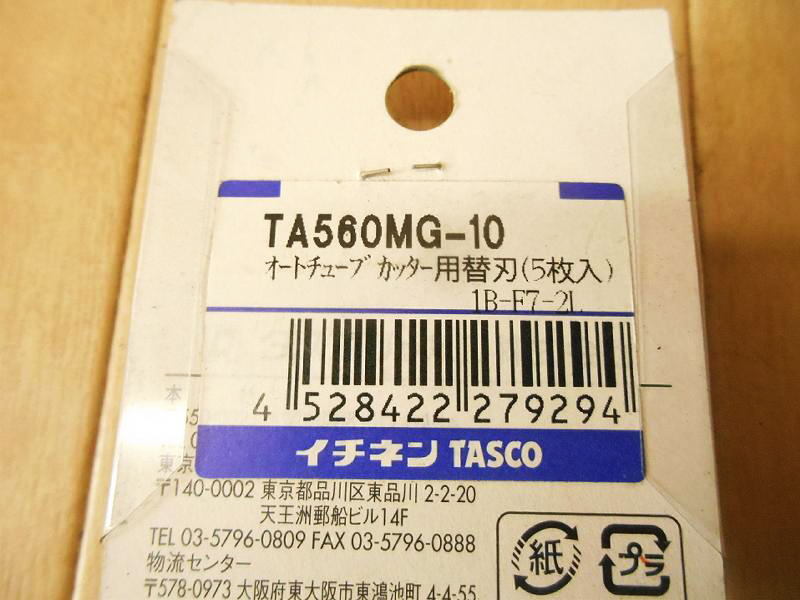 TA560MG-10
オートチューブカッター用替刃(5枚入)
1B-F7-2L
4 528422 279294
イチネン TASCO
本
東京
〒140-0002 東京都品川区東品川 2-2-20
天王洲郵船ビル14F
TEL 03-5796-0809 FAX 03-5796-0888
物流センター
〒578-0973 大阪府東大阪市東鴻池町 4-4-55
紙
プラ